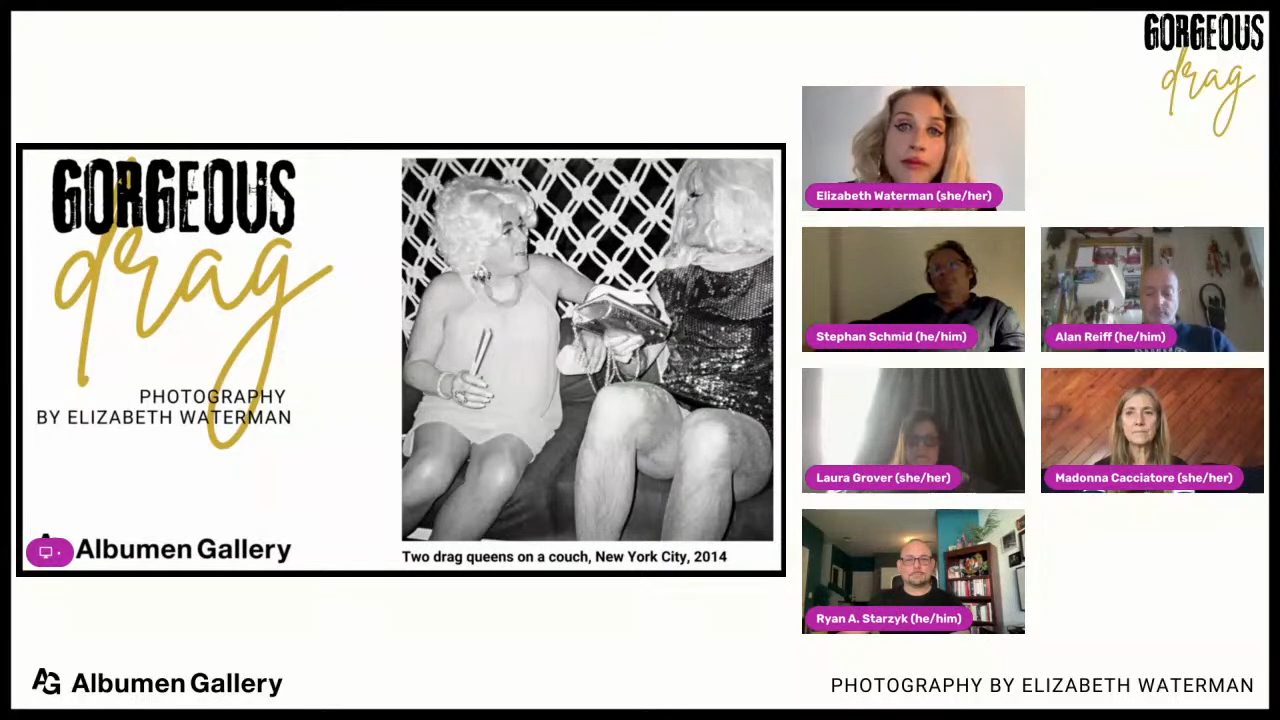 GORGEOUS
drag
GORGEOUS
drag
PHOTOGRAPHY
BY ELIZABETH WATERMAN
Albumen Gallery
Two drag queens on a couch, New York City, 2014
Elizabeth Waterman (she/her)
Stephan Schmid (he/him)
Alan Reiff (he/him)
Laura Grover (she/her)
Madonna Cacciatore (she/her)
Ryan A. Starzyk (he/him)
AG Albumen Gallery
PHOTOGRAPHY BY ELIZABETH WATERMAN